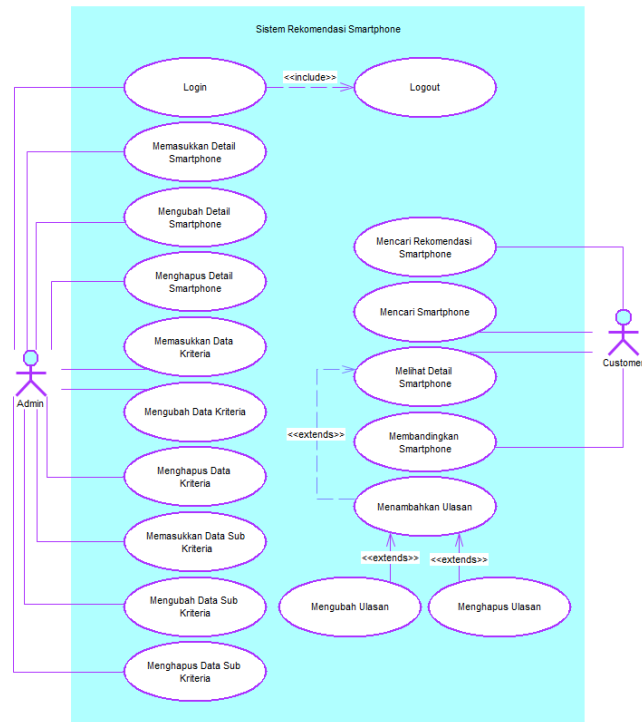 Sistem Rekomendasi Smartphone
Login
<<include>>
Logout
Memasukkan Detail
Smartphone
Mengubah Detail
Smartphone
Mencari Rekomendasi
Smartphone
Menghapus Detail
Smartphone
Mencari Smartphone
Memasukkan Data
Kriteria
Melihat Detail
Smartphone
Customer
Admin
Mengubah Data Kriteria
<<extends>>
Membandingkan
Smartphone
Menghapus Data
Kriteria
Menambahkan Ulasan
Memasukkan Data Sub
Kriteria
<<extends>>
<<extends>>
Mengubah Data Sub
Kriteria
Mengubah Ulasan
Menghapus Ulasan
Menghapus Data Sub
Kriteria